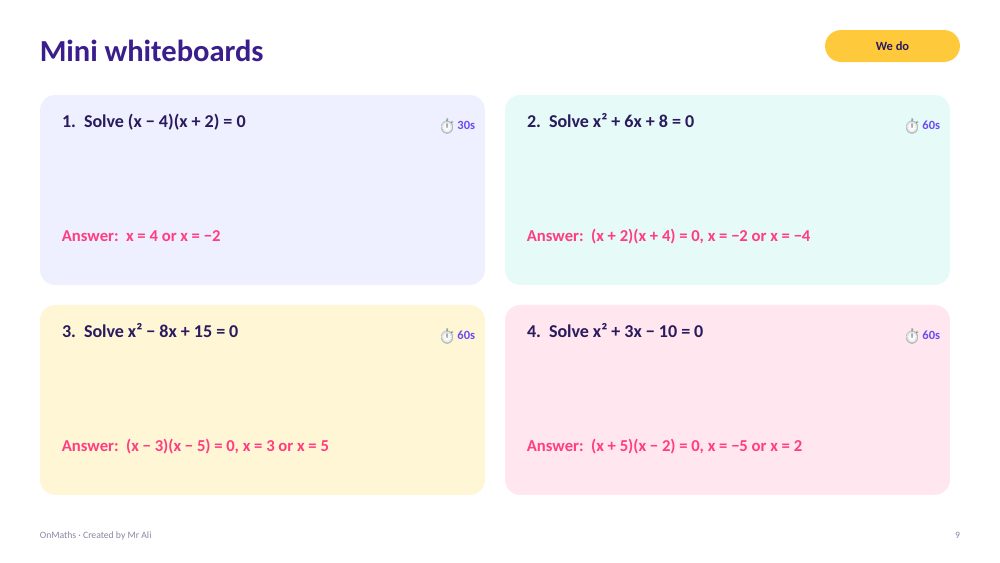 Mini whiteboards
We do
1. Solve (x − 4)(x + 2) = 0
⏱ 30s
Answer: x = 4 or x = −2
2. Solve x² + 6x + 8 = 0
⏱ 60s
Answer: (x + 2)(x + 4) = 0, x = −2 or x = −4
3. Solve x² − 8x + 15 = 0
⏱ 60s
Answer: (x − 3)(x − 5) = 0, x = 3 or x = 5
4. Solve x² + 3x − 10 = 0
⏱ 60s
Answer: (x + 5)(x − 2) = 0, x = −5 or x = 2
OnMaths · Created by Mr Ali
9